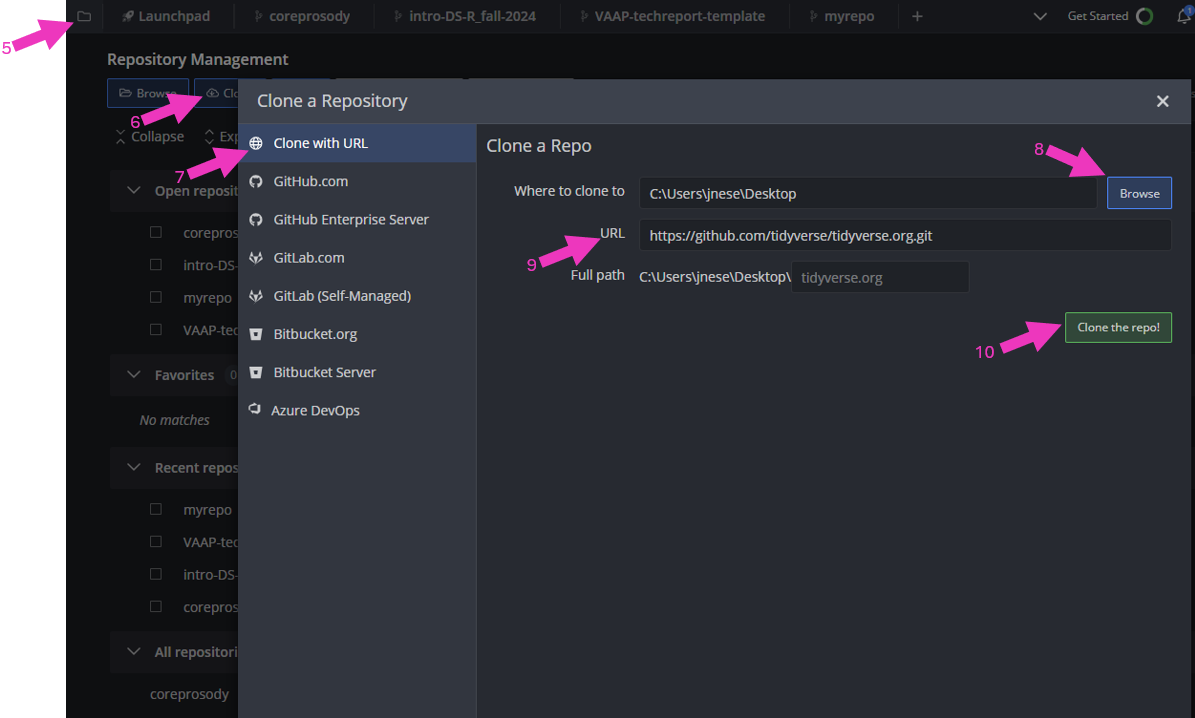 Launchpad coreprosody intro-DS-R_fall-2024 VAAP-techreport-template myrepo + Get Started 1
5
Repository Management
Browse Clo
6
Clone a Repository ×
Collapse Exp
Clone with URL
7
Clone a Repo
8
GitHub.com
Open reposit
Where to clone to C:\Users\jnese\Desktop Browse
GitHub Enterprise Server
corepros
URL https://github.com/tidyverse/tidyverse.org.git
9
GitLab.com
intro-DS-
Full path C:\Users\jnese\Desktop\ tidyverse.org
GitLab (Self-Managed)
myrepo
Clone the repo!
10
VAAP-tec
Bitbucket.org
Favorites 0
Bitbucket Server
Azure DevOps
No matches
Recent repos
myrepo
VAAP-tec
intro-DS-
corepros
All repositori
coreprosody